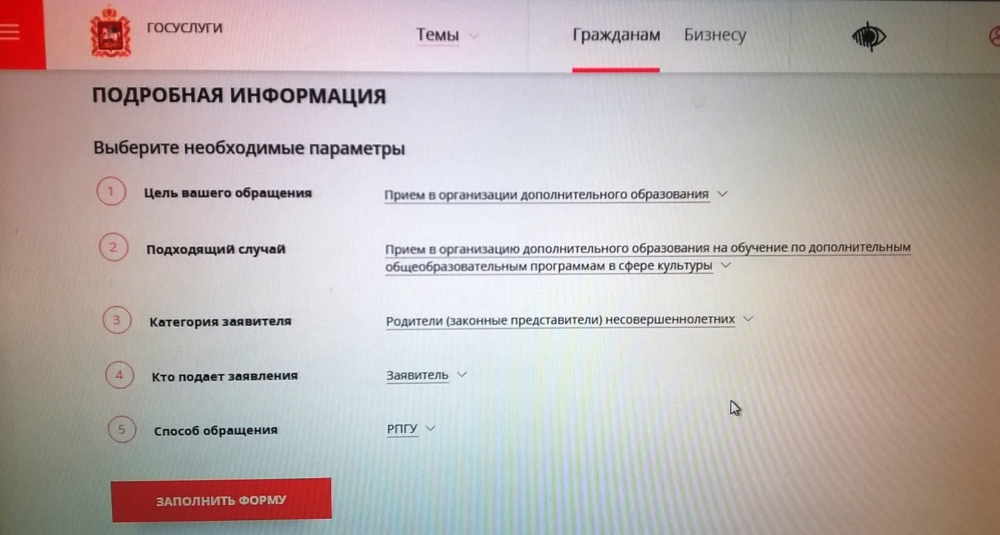 ГОСУСЛУГИ
Темы
Гражданам
Бизнесу
ПОДРОБНАЯ ИНФОРМАЦИЯ
Выберите необходимые параметры
1 Цель вашего обращения Прием в организации дополнительного образования
2 Подходящий случай Прием в организацию дополнительного образования на обучение по дополнительным
общеобразовательным программам в сфере культуры
3 Категория заявителя Родители (законные представители) несовершеннолетних
4 Кто подает заявления Заявитель
5 Способ обращения РПГУ
ЗАПОЛНИТЬ ФОРМУ